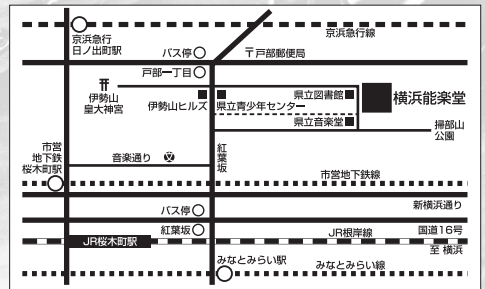 京浜急行線
京浜急行
日ノ出町駅
バス停
〒戸部郵便局
戸部一丁目
伊勢山
皇大神宮
伊勢山ヒルズ
県立青少年センター
県立図書館
横浜能楽堂
県立音楽堂
掃部山
公園
市営
地下鉄
桜木町駅
音楽通り
紅葉坂
市営地下鉄線
バス停
新横浜通り
紅葉坂
JR根岸線
国道16号
JR桜木町駅
至 横浜
みなとみらい駅
みなとみらい線